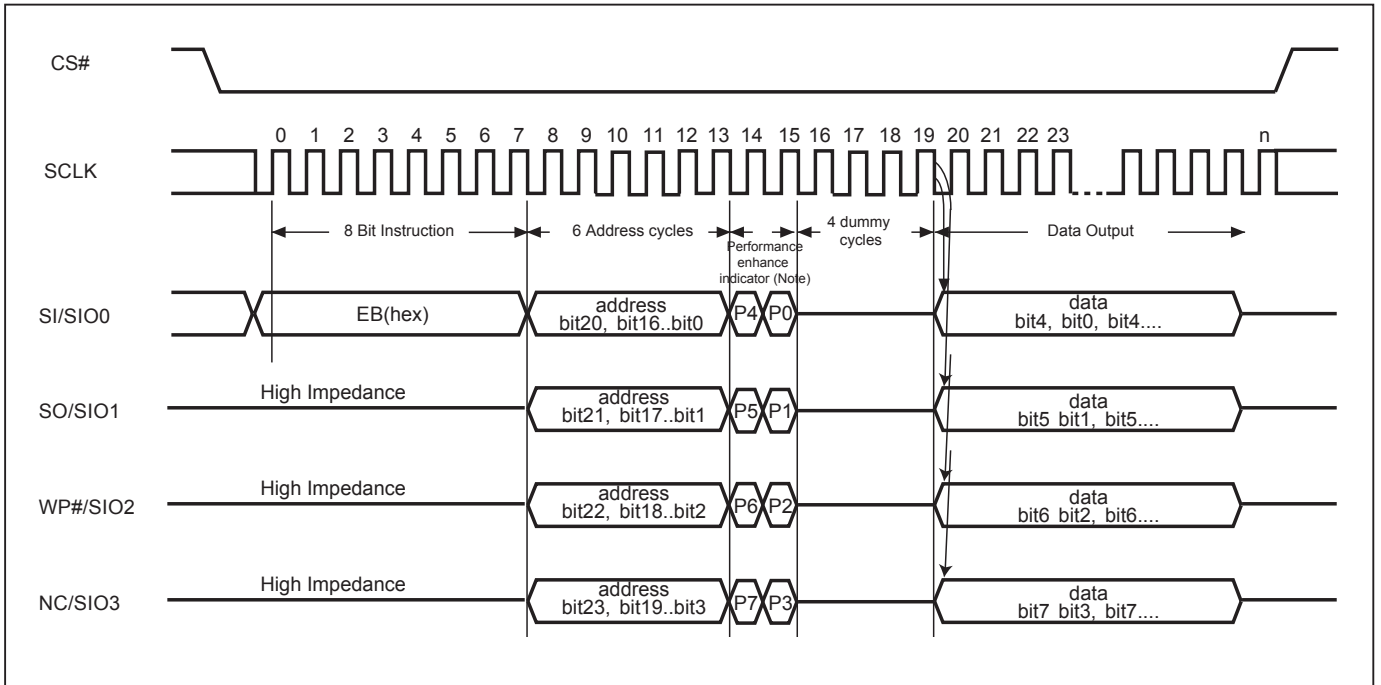 CS#
0 1 2 3 4 5 6 7 8 9 10 11 12 13 14 15 16 17 18 19 20 21 22 23 n
SCLK
8 Bit Instruction
6 Address cycles
Performance
enhance
indicator (Note)
4 dummy
cycles
Data Output
SI/SIO0
EB(hex)
address
bit20, bit16..bit0
P4 P0
data
bit4, bit0, bit4....
SO/SIO1
High Impedance
address
bit21, bit17..bit1
P5 P1
data
bit5 bit1, bit5....
WP#/SIO2
High Impedance
address
bit22, bit18..bit2
P6 P2
data
bit6 bit2, bit6....
NC/SIO3
High Impedance
address
bit23, bit19..bit3
P7 P3
data
bit7 bit3, bit7....